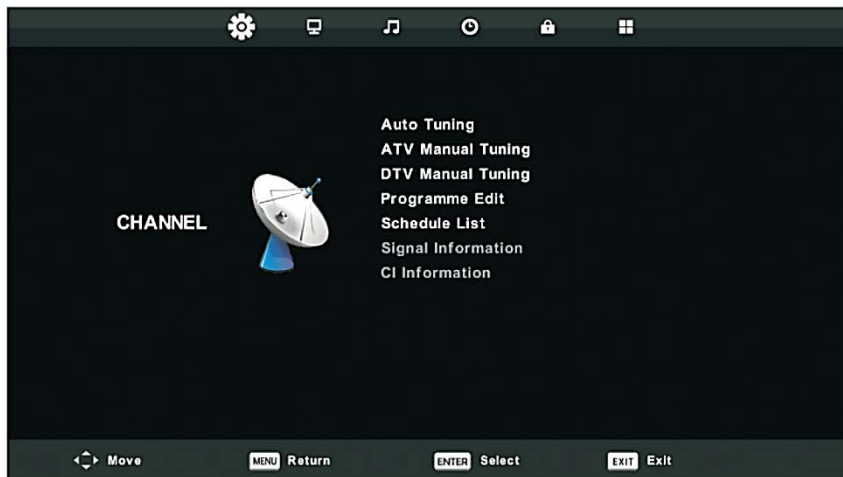 Auto Tuning
ATV Manual Tuning
DTV Manual Tuning
Programme Edit
CHANNEL
Schedule List
Signal Information
CI Information
Move
MENU Return
ENTER Select
EXIT Exit